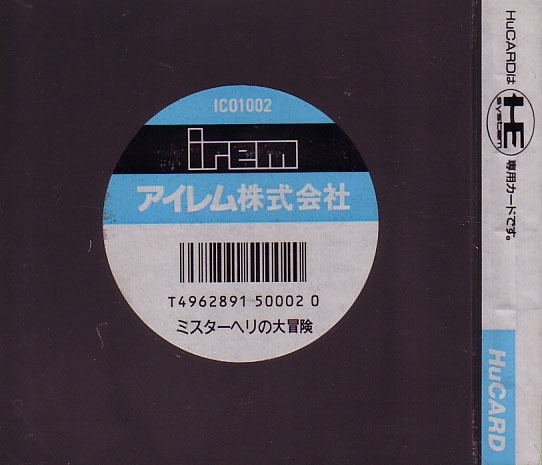 IC01002
irem
アイレム株式会社
T4962891 50002 0
ミスターヘリの大冒険
HuCARDは
HE
system
専用カードです。
HuCARD